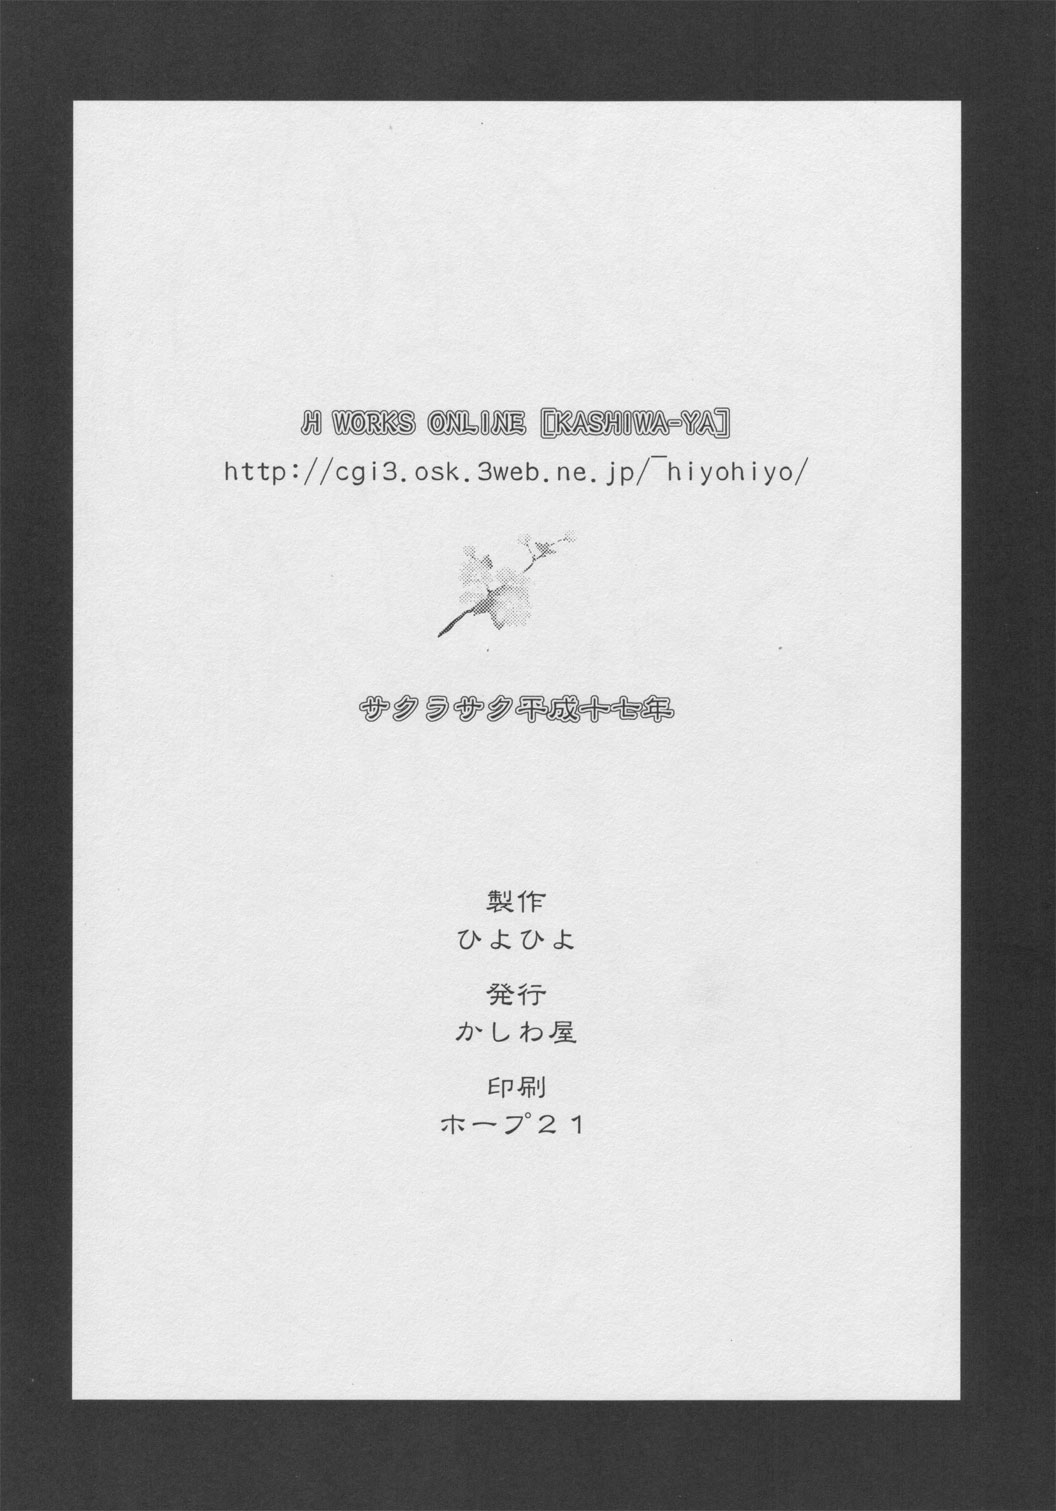 H WORKS ONLINE [KASHIWA-YA]
http://cgi3.osk.3web.ne.jp/‾hiyohiyo/
サクラサク平成十七年
製作
ひよひよ
発行
かしわ屋
印刷
ホープ21